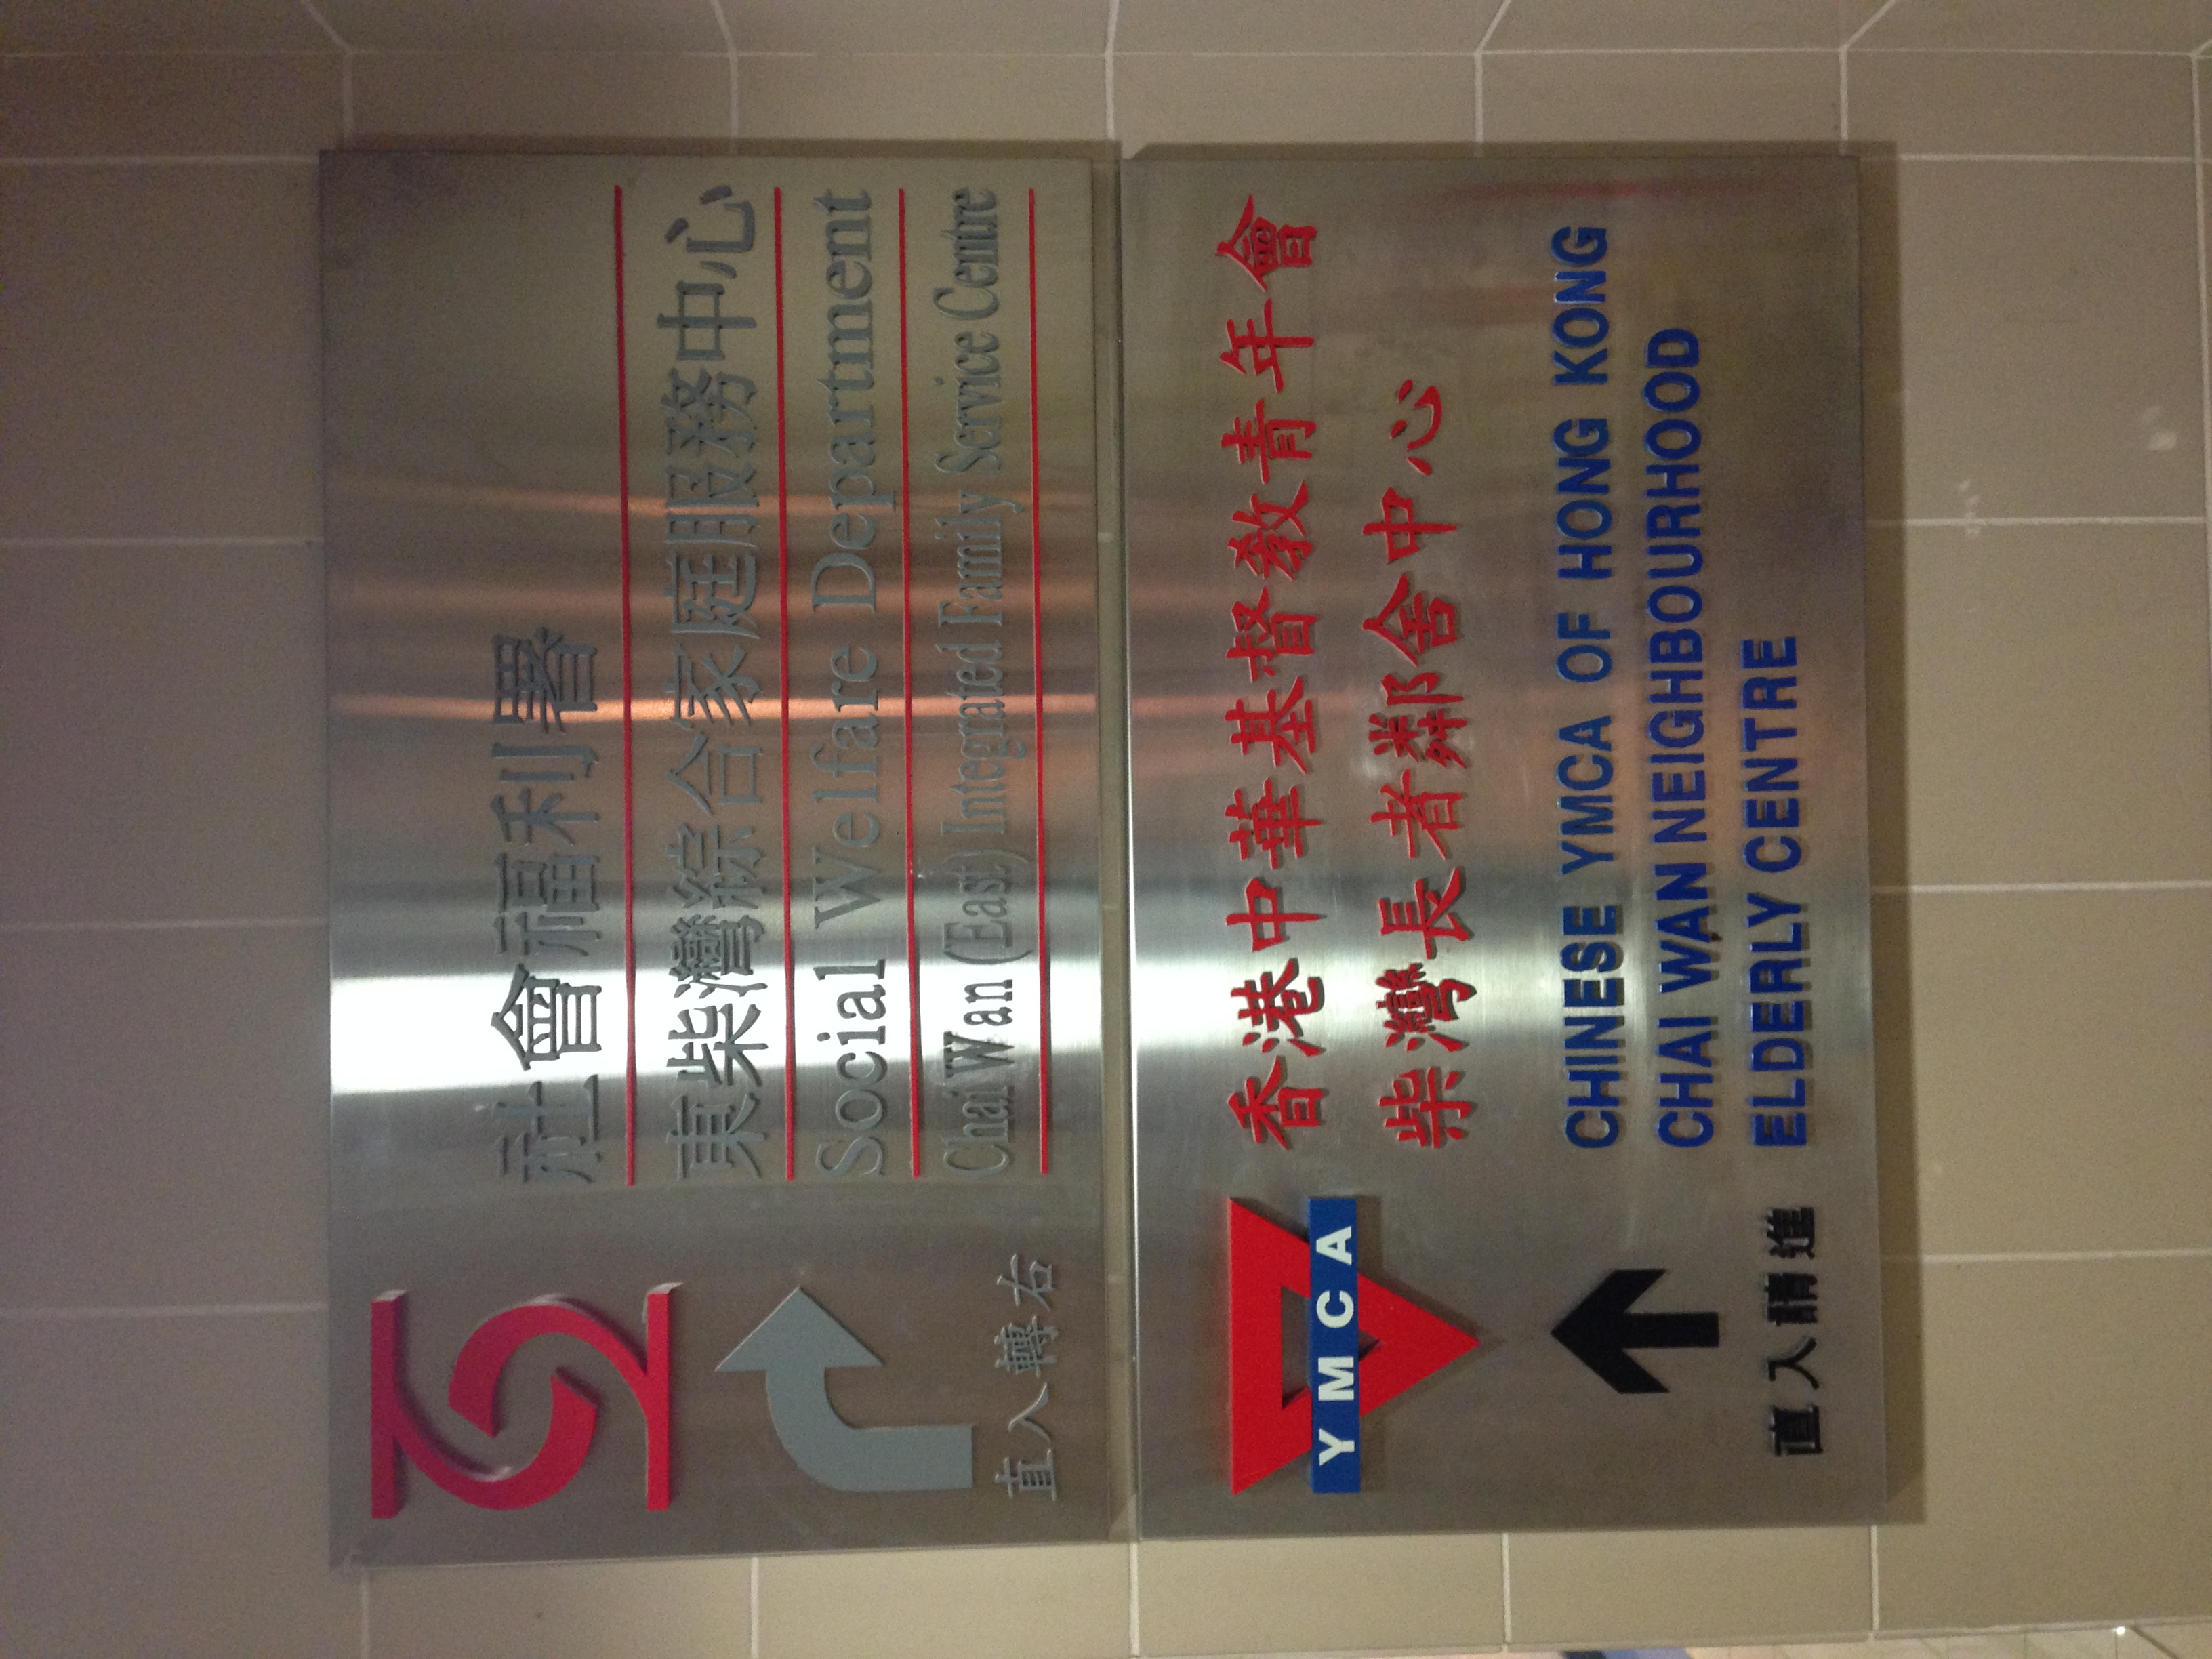 社會福利署
東柴灣綜合家庭服務中心
Social Welfare Department
Chai Wan (East) Integrated Family Service Centre
直入轉右
YMCA
香港中華基督教青年會
柴灣長者鄰舍中心
CHINESE YMCA OF HONG KONG
CHAI WAN NEIGHBOURHOOD
ELDERLY CENTRE
直入請進